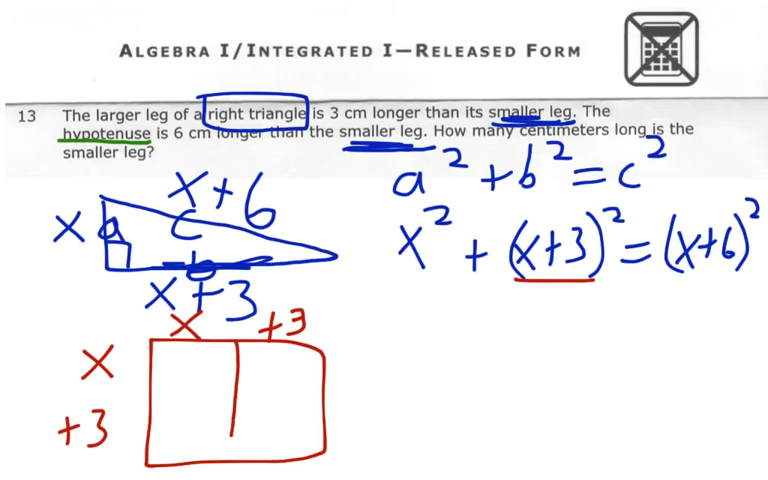 ALGEBRA I/INTEGRATED I—RELEASED FORM
13 The larger leg of a right triangle is 3 cm longer than its smaller leg. The
hypotenuse is 6 cm longer than the smaller leg. How many centimeters long is the
smaller leg?
a² + b² = c²
x² + (x+3)² = (x+6)²
x+6
x a c
b
x+3
x +3
x
+3